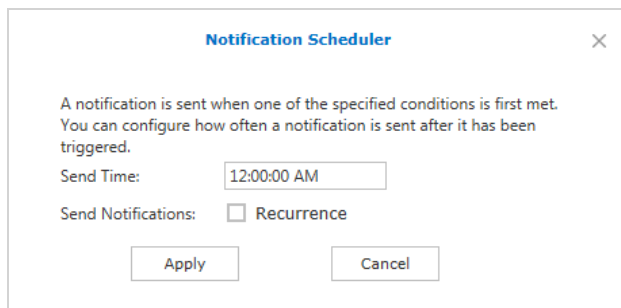 Notification Scheduler
A notification is sent when one of the specified conditions is first met.
You can configure how often a notification is sent after it has been
triggered.
Send Time: 12:00:00 AM
Send Notifications: Recurrence
Apply Cancel